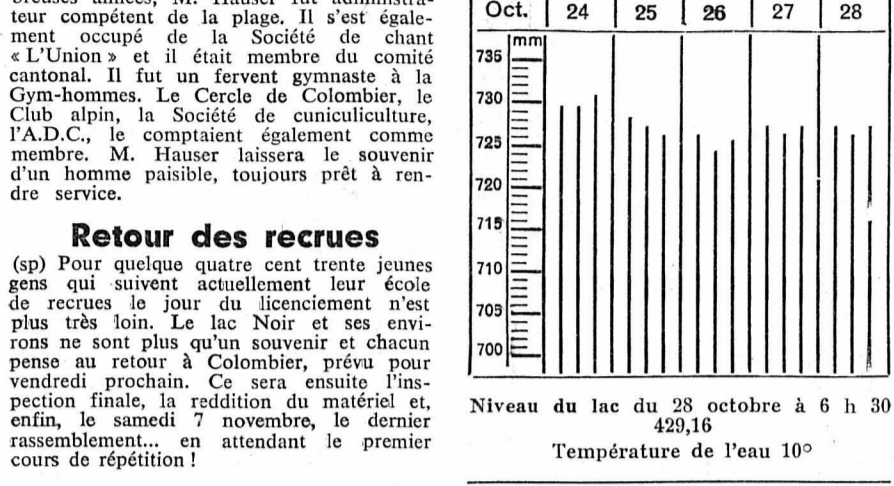 breuses années, M. Hauser fut administra-
teur compétent de la plage. Il s'est égale-
ment occupé de la Société de chant
« L'Union » et il était membre du comité
cantonal. Il fut un fervent gymnaste à la
Gym-hommes. Le Cercle de Colombier, le
Club alpin, la Société de cuniculiculture,
l'A.D.C., le comptaient également comme
membre. M. Hauser laissera le souvenir
d'un homme paisible, toujours prêt à ren-
dre service.
Retour des recrues
(sp) Pour quelque quatre cent trente jeunes
gens qui suivent actuellement leur école
de recrues le jour du licenciement n'est
plus très loin. Le lac Noir et ses envi-
rons ne sont plus qu'un souvenir et chacun
pense au retour à Colombier, prévu pour
vendredi prochain. Ce sera ensuite l'ins-
pection finale, la reddition du matériel et,
enfin, le samedi 7 novembre, le dernier
rassemblement... en attendant le premier
cours de répétition !
Oct. 24 25 26 27 28
mm
735
730
725
720
715
710
705
700
Niveau du lac du 28 octobre à 6 h 30
429,16
Température de l'eau 10°